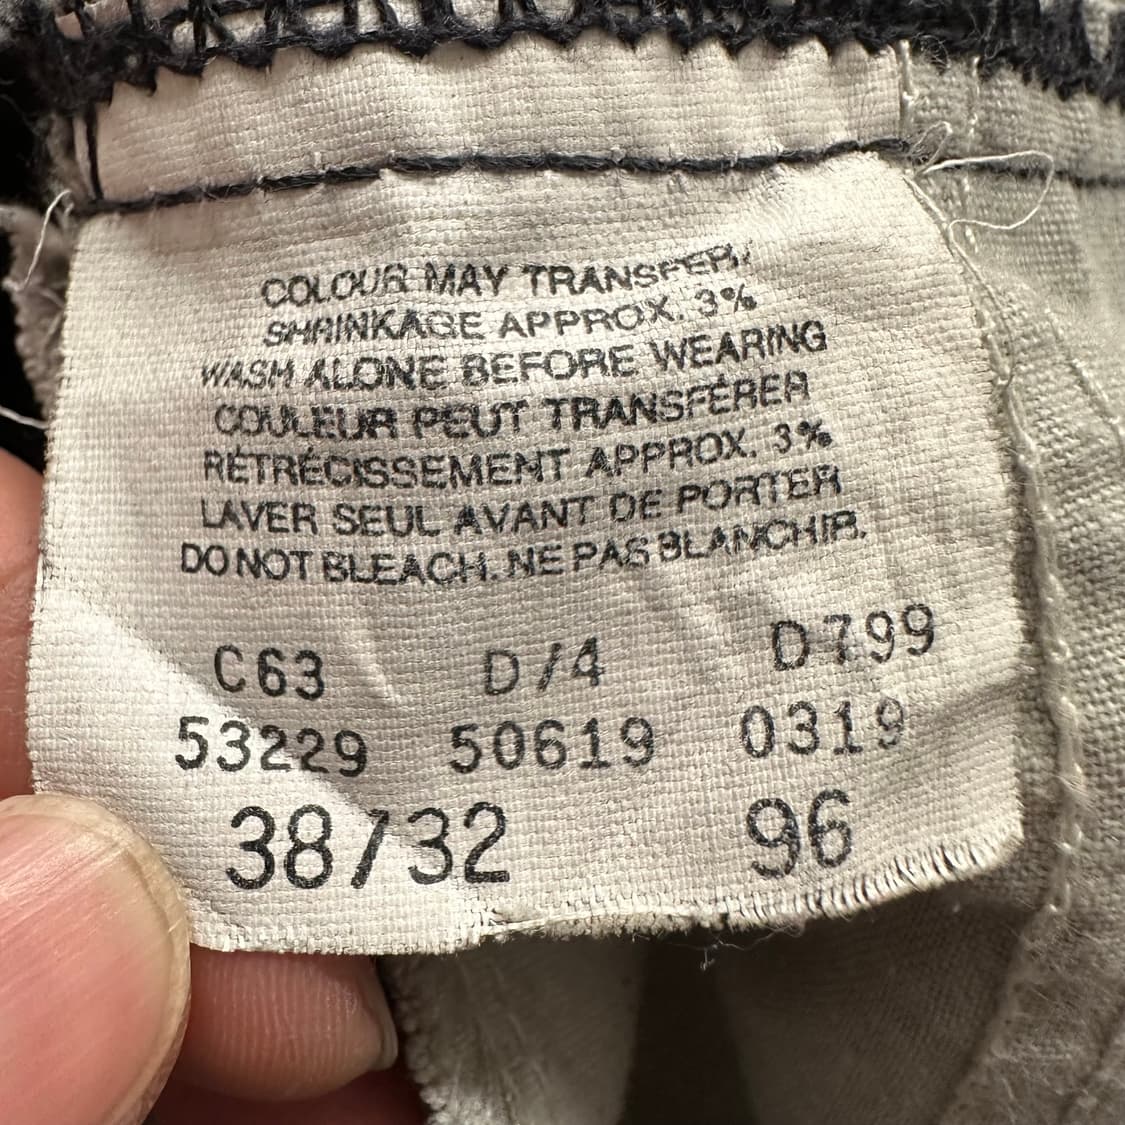 COLOUR MAY TRANSFER/
SHRINKAGE APPROX. 3%
WASH ALONE BEFORE WEARING
COULEUR PEUT TRANSFÉRER
RÉTRÉCISSEMENT APPROX. 3%
LAVER SEUL AVANT DE PORTER
DO NOT BLEACH. NE PAS BLANCHIR.
C63 D/4 D799
53229 50619 0319
38/32 96